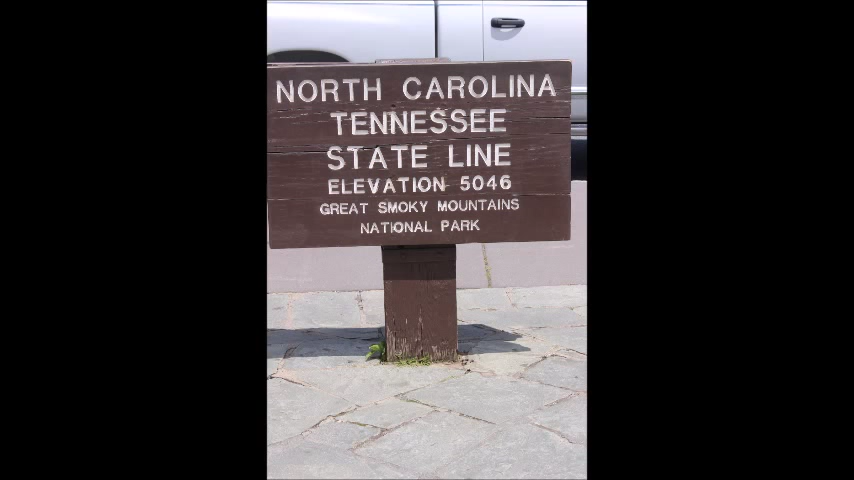 NORTH CAROLINA
TENNESSEE
STATE LINE
ELEVATION 5046
GREAT SMOKY MOUNTAINS
NATIONAL PARK